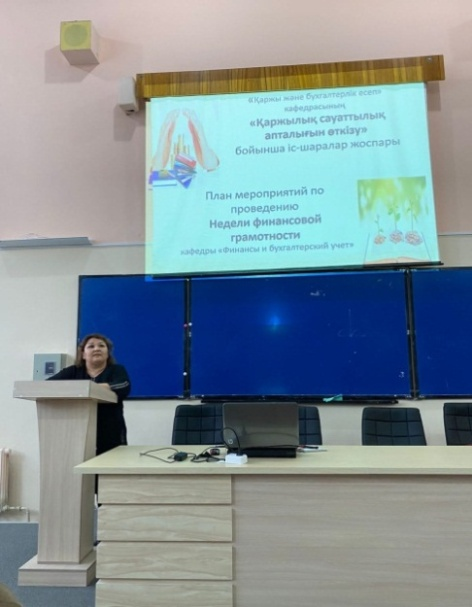 «Қаржы және бухгалтерлік есеп»
кафедрасының
«Қаржылық сауаттылық
апталығын өткізу»
бойынша іс-шаралар жоспары
План мероприятий по
проведению
Недели финансовой
грамотности
кафедры «Финансы и бухгалтерский учет»